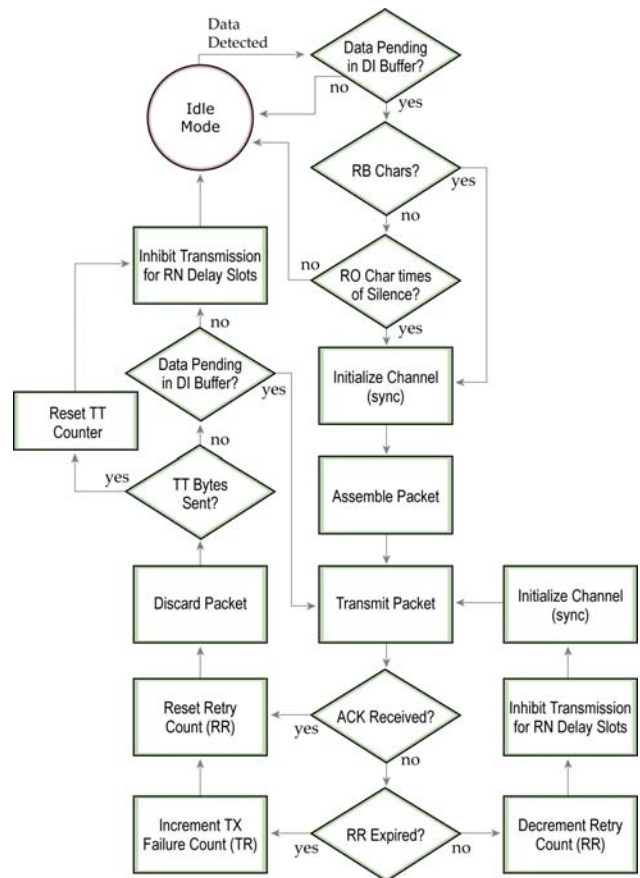 Data
Detected
Data Pending
in DI Buffer?
no
yes
Idle
Mode
RB Chars?
yes
no
Inhibit Transmission
for RN Delay Slots
no
RO Char times
of Silence?
yes
no
Data Pending
in DI Buffer?
yes
Initialize Channel
(sync)
Reset TT
Counter
no
yes
TT Bytes
Sent?
Assemble Packet
Discard Packet
Transmit Packet
Initialize Channel
(sync)
Reset Retry
Count (RR)
yes
ACK Received?
no
Inhibit Transmission
for RN Delay Slots
Increment TX
Failure Count (TR)
yes
RR Expired?
no
Decrement Retry
Count (RR)